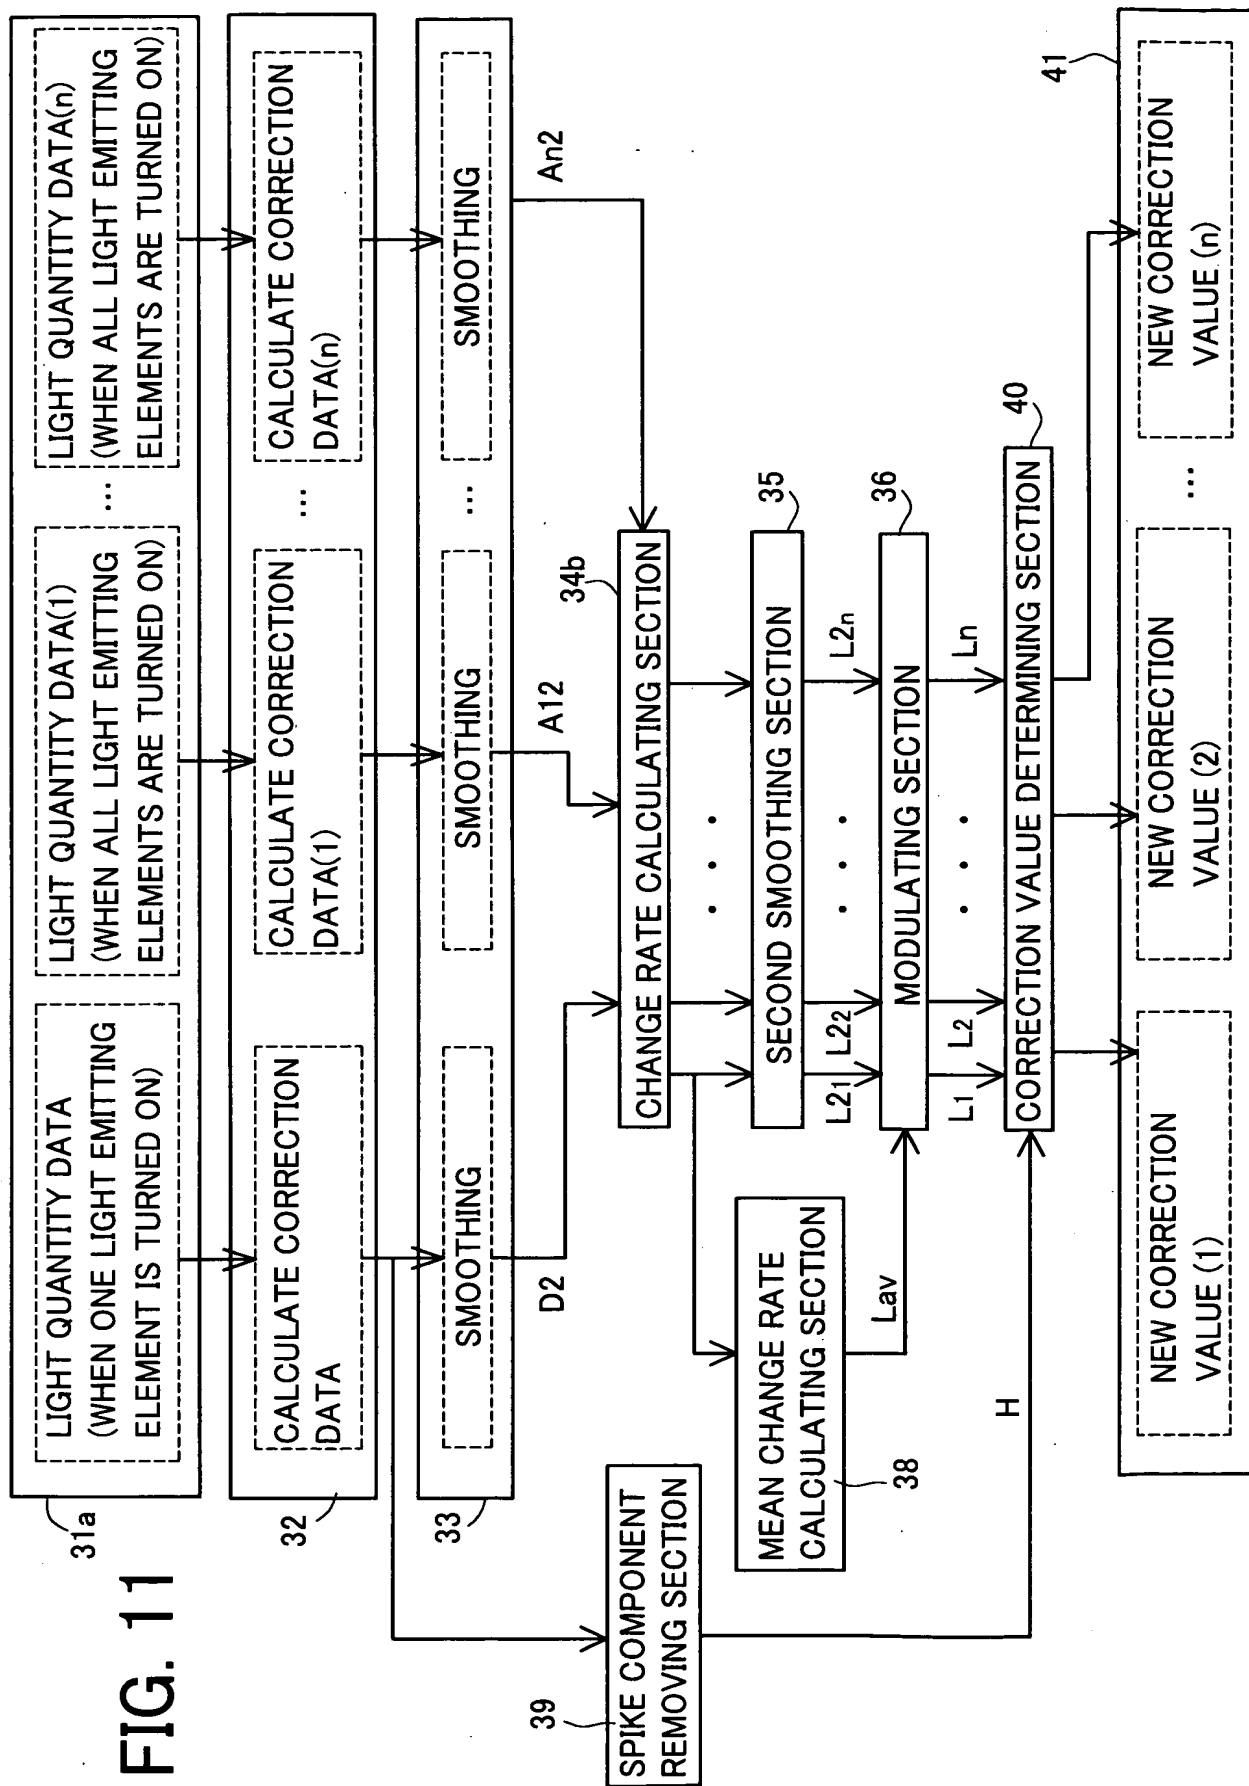 FIG. 11
31a
LIGHT QUANTITY DATA
(WHEN ONE LIGHT EMITTING
ELEMENT IS TURNED ON)
LIGHT QUANTITY DATA(1)
(WHEN ALL LIGHT EMITTING
ELEMENTS ARE TURNED ON)
...
LIGHT QUANTITY DATA(n)
(WHEN ALL LIGHT EMITTING
ELEMENTS ARE TURNED ON)
32
CALCULATE CORRECTION
DATA
CALCULATE CORRECTION
DATA(1)
...
CALCULATE CORRECTION
DATA(n)
33
SMOOTHING
SMOOTHING
...
SMOOTHING
D2
A12
An2
39
SPIKE COMPONENT
REMOVING SECTION
34b
CHANGE RATE CALCULATING SECTION
MEAN CHANGE RATE
CALCULATING SECTION
38
. . .
35
SECOND SMOOTHING SECTION
Lav
L21
L22
. . .
L2n
36
MODULATING SECTION
L1
L2
. . .
Ln
H
40
CORRECTION VALUE DETERMINING SECTION
41
NEW CORRECTION
VALUE (1)
NEW CORRECTION
VALUE (2)
...
NEW CORRECTION
VALUE (n)